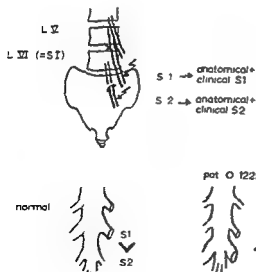 L V
L VI (=S1)
S 1 → anatomical+
clinical S1
S 2 → anatomical+
clinical S2
normal
S1
S2
pat O 122